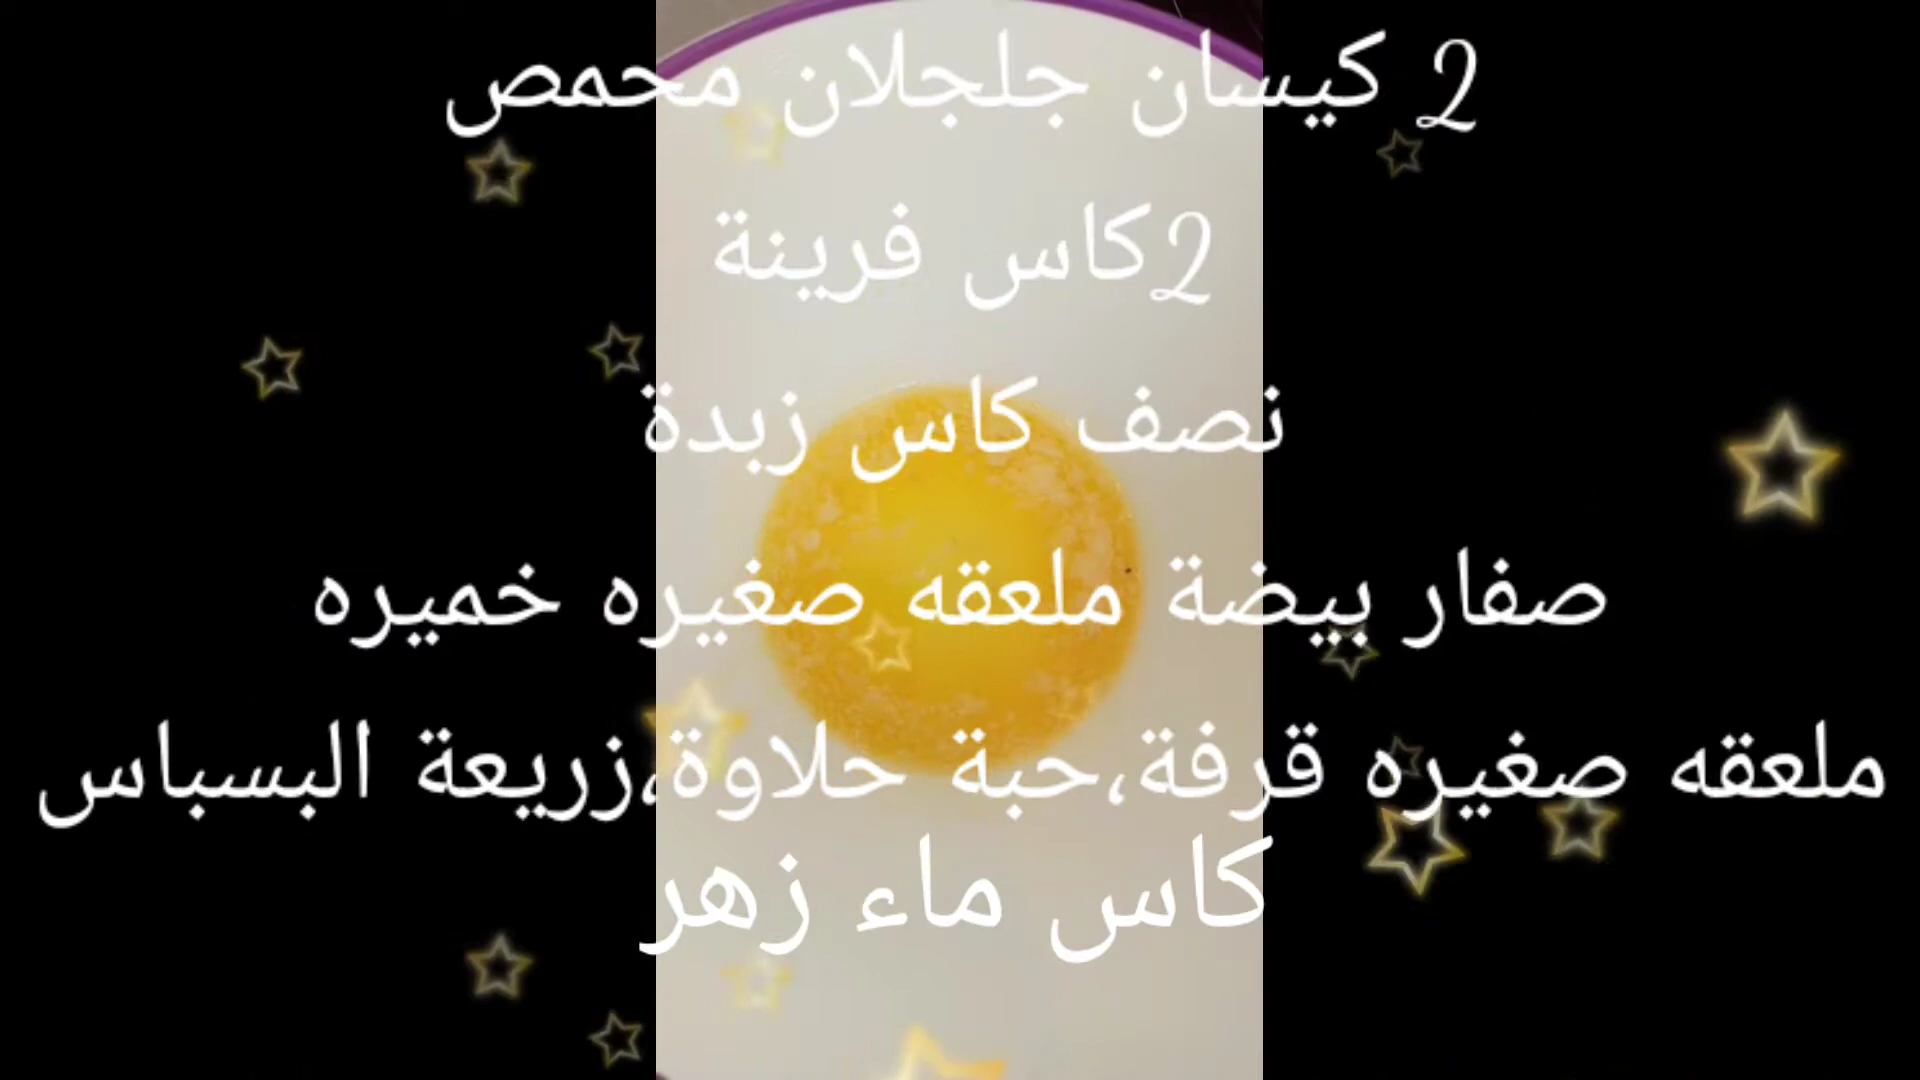 2 كيسان جلجلان محمص
2كاس فرينة
نصف كاس زبدة
صفار بيضة ملعقه صغيره خميره
ملعقه صغيره قرفة،حبة حلاوة،زريعة البسباس
كاس ماء زهر